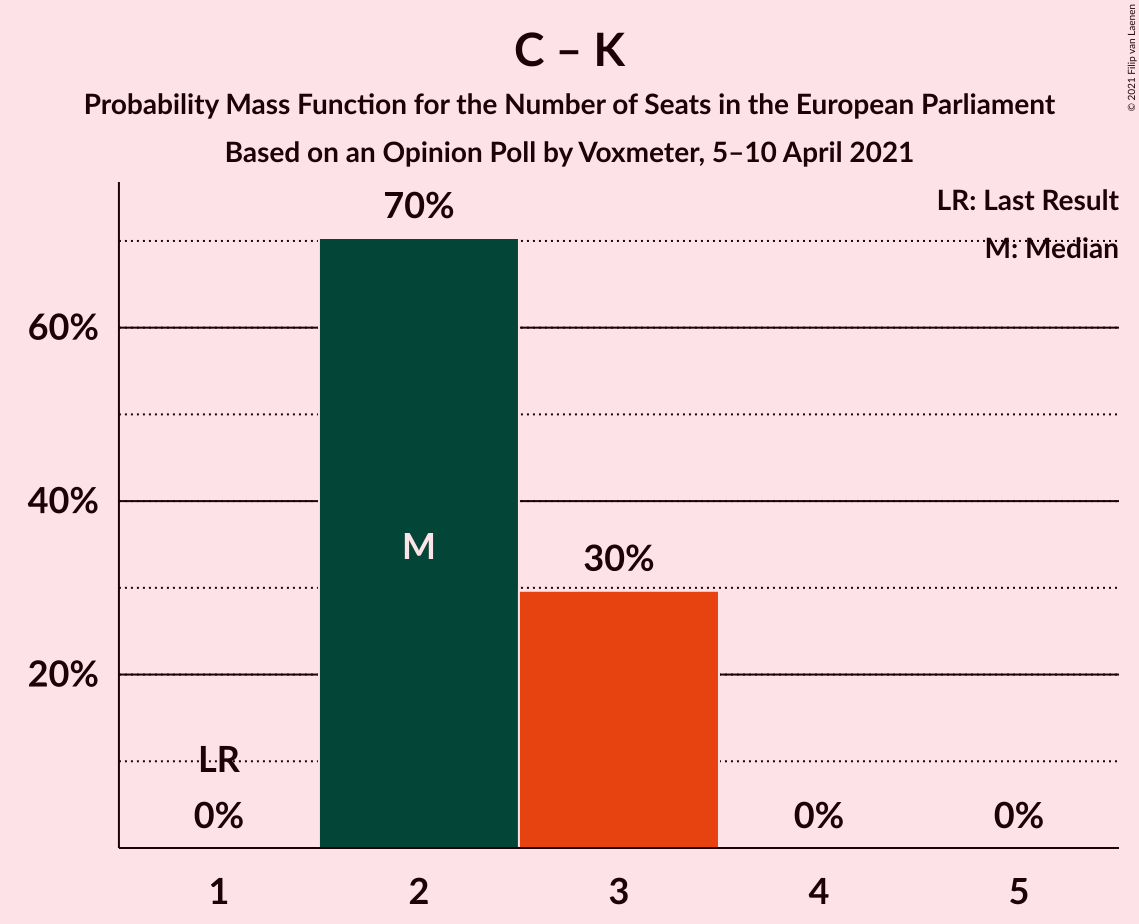 C – K
Probability Mass Function for the Number of Seats in the European Parliament
Based on an Opinion Poll by Voxmeter, 5–10 April 2021
© 2021 Filip van Laenen
LR: Last Result
M: Median
70%
60%
40%
M
30%
20%
LR
0%
0%
0%
1
2
3
4
5